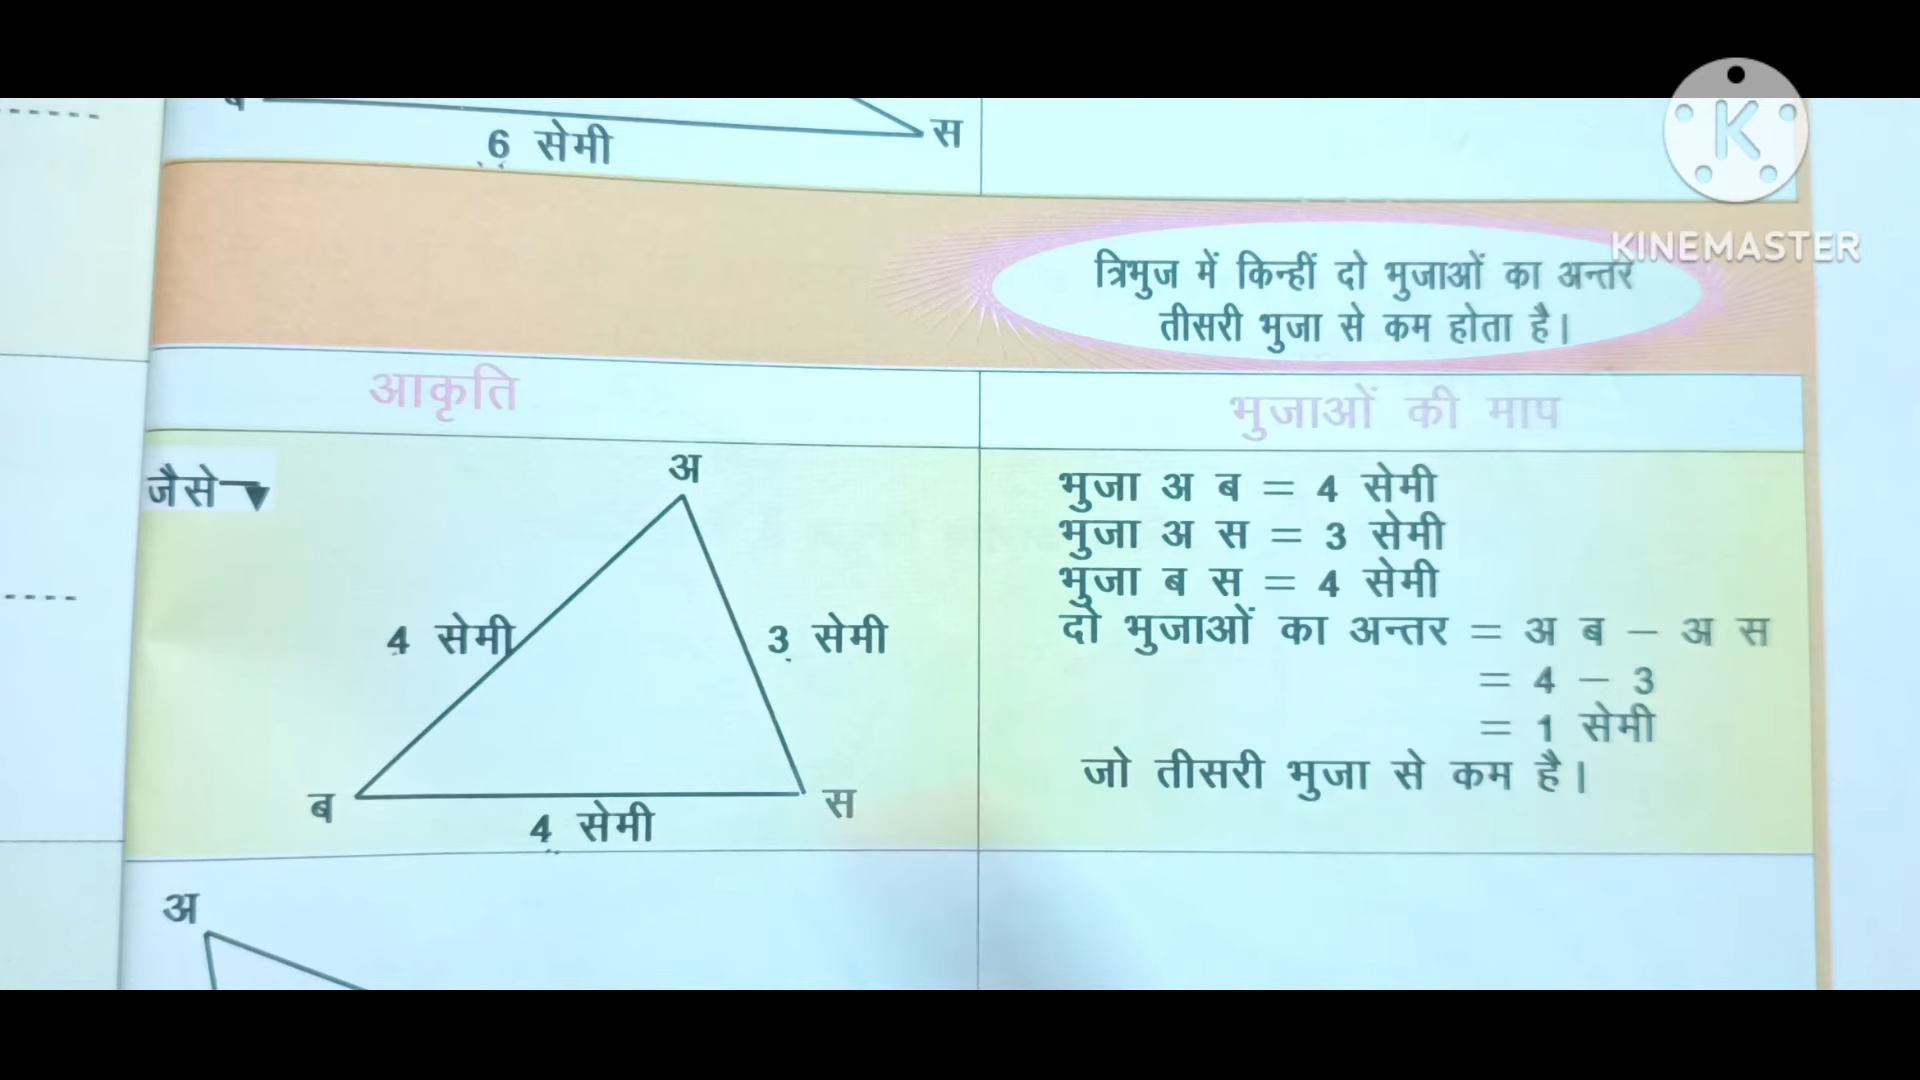 स
6 सेमी
KINEMASTER
त्रिभुज में किन्हीं दो भुजाओं का अन्तर
तीसरी भुजा से कम होता है।
आकृति
भुजाओं की माप
जैसे
अ
4 सेमी
3 सेमी
ब
स
4 सेमी
भुजा अ ब = 4 सेमी
भुजा अ स = 3 सेमी
भुजा ब स = 4 सेमी
दो भुजाओं का अन्तर = अ ब – अ स
= 4 – 3
= 1 सेमी
जो तीसरी भुजा से कम है।
अ